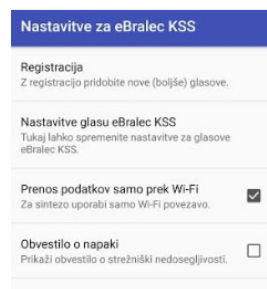 Nastavitve za eBralec KSS
Registracija
Z registracijo pridobite nove (boljše) glasove.
Nastavitve glasu eBralec KSS
Tukaj lahko spremenite nastavitve za glasove
eBralec KSS.
Prenos podatkov samo prek Wi-Fi
Za sintezo uporabi samo Wi-Fi povezavo.
Obvestilo o napaki
Prikaži obvestilo o strežniški nedosegljivosti.